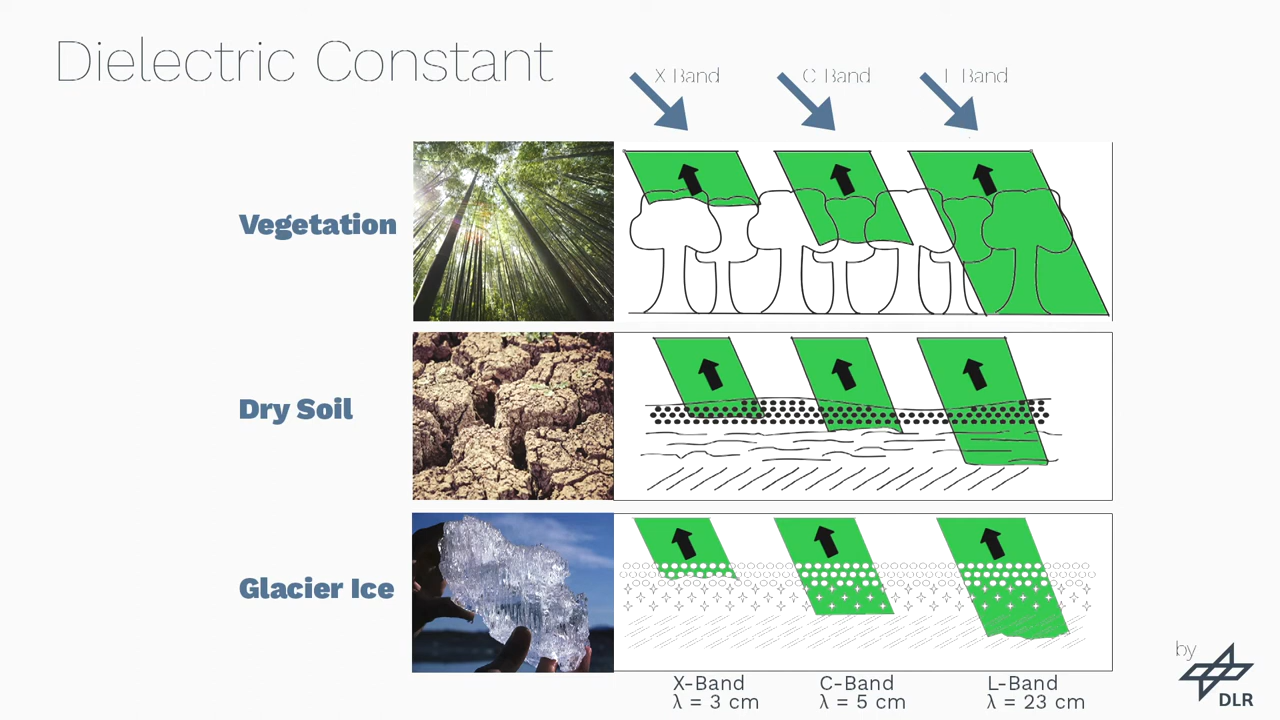 Dielectric Constant
X Band
C Band
L Band
Vegetation
Dry Soil
Glacier Ice
X-Band
λ = 3 cm
C-Band
λ = 5 cm
L-Band
λ = 23 cm
by
DLR